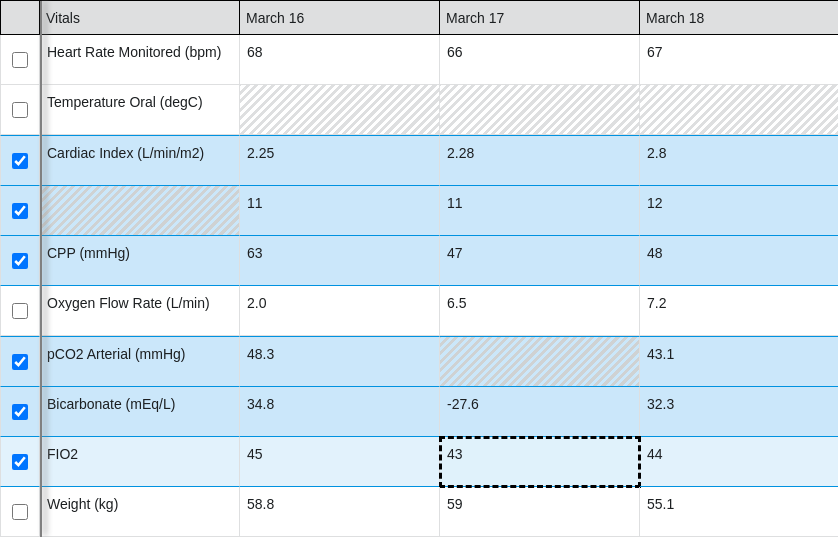 Vitals March 16 March 17 March 18
Heart Rate Monitored (bpm) 68 66 67
Temperature Oral (degC)
Cardiac Index (L/min/m2) 2.25 2.28 2.8
11 11 12
CPP (mmHg) 63 47 48
Oxygen Flow Rate (L/min) 2.0 6.5 7.2
pCO2 Arterial (mmHg) 48.3 43.1
Bicarbonate (mEq/L) 34.8 -27.6 32.3
FIO2 45 43 44
Weight (kg) 58.8 59 55.1